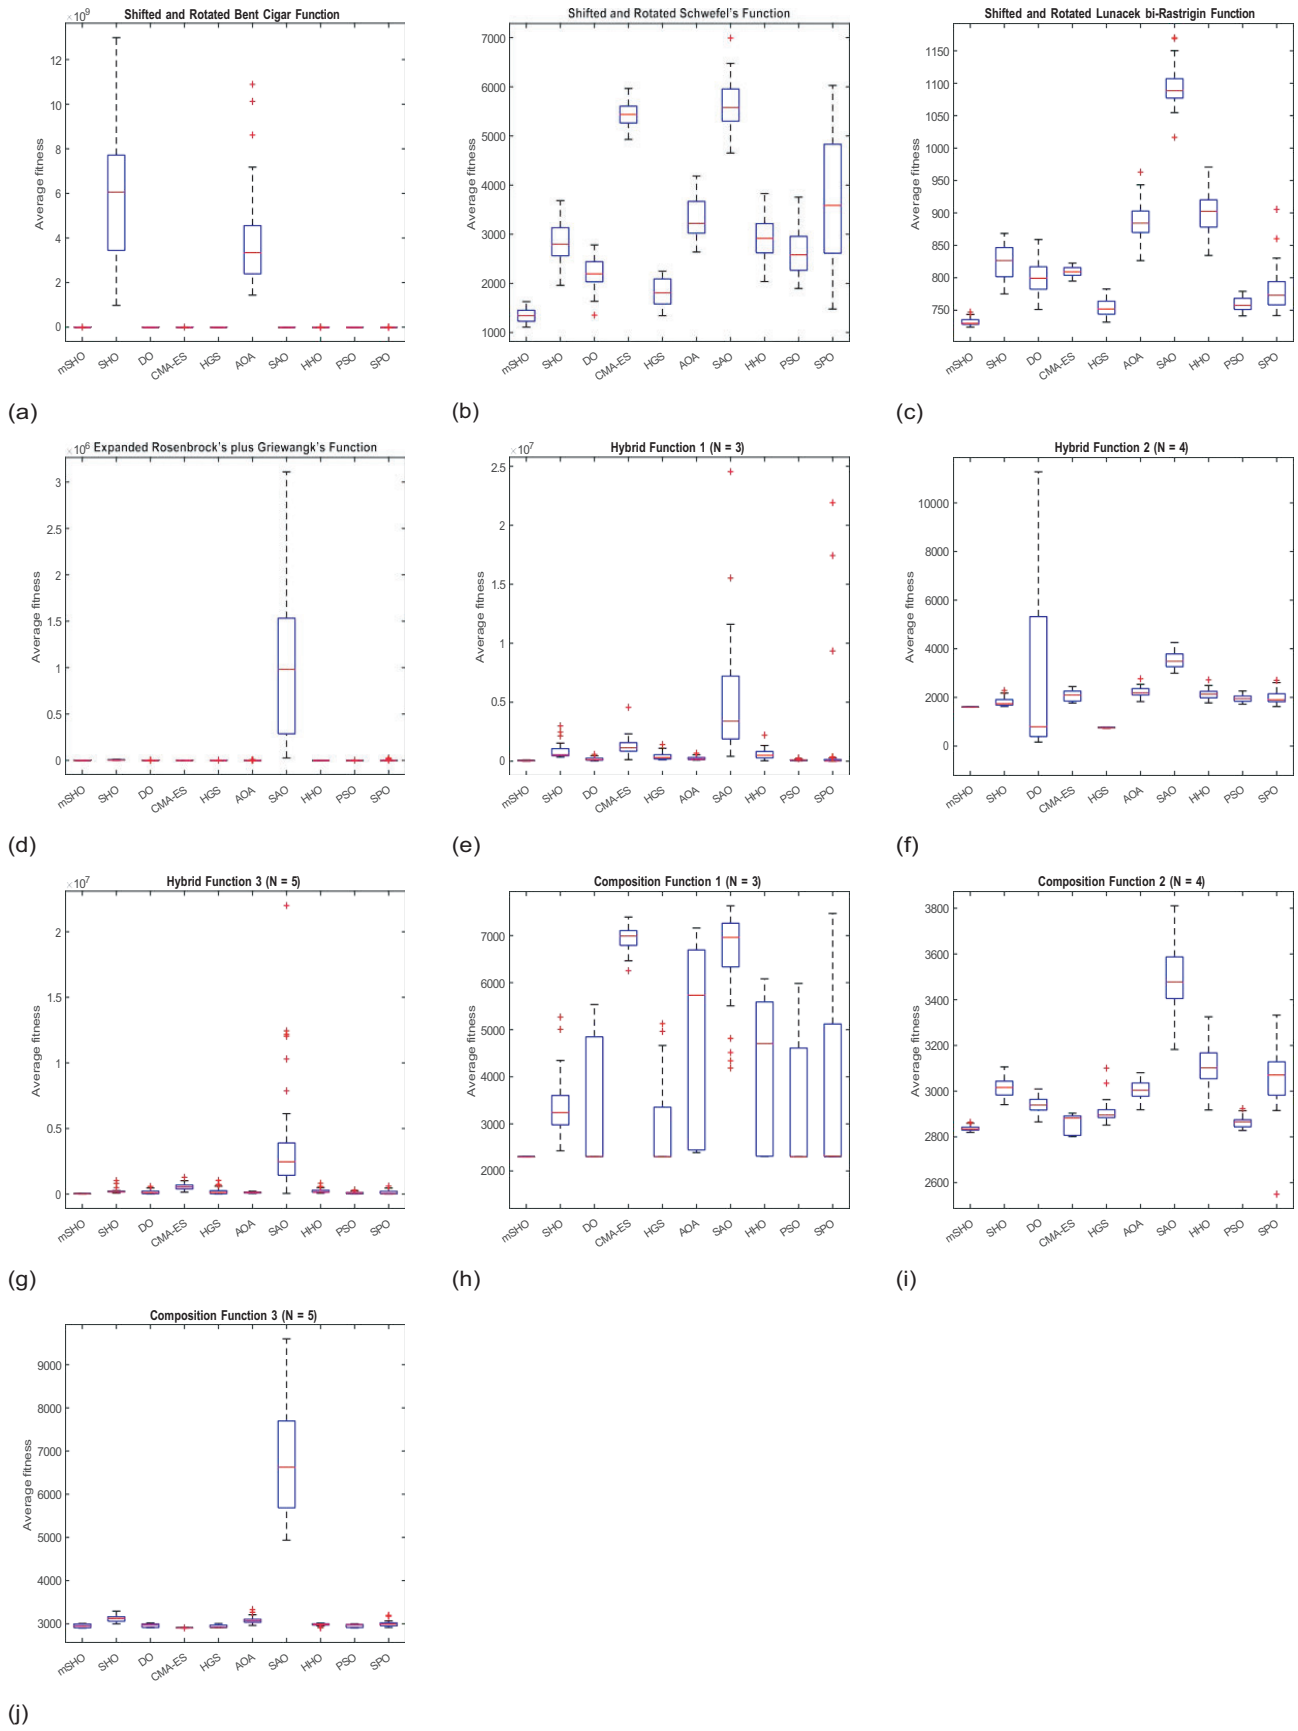 Shifted and Rotated Bent Cigar Function
×10^9
12
10
8
6
4
2
0
Average fitness
mSHO SHO DO CMA-ES HGS AOA SAO HHO PSO SPO
(a)
Shifted and Rotated Schwefel's Function
7000
6000
5000
4000
3000
2000
1000
Average fitness
mSHO SHO DO CMA-ES HGS AOA SAO HHO PSO SPO
(b)
Shifted and Rotated Lunacek bi-Rastrigin Function
1150
1100
1050
1000
950
900
850
800
750
Average fitness
mSHO SHO DO CMA-ES HGS AOA SAO HHO PSO SPO
(c)
×10^6 Expanded Rosenbrock's plus Griewangk's Function
3
2.5
2
1.5
1
0.5
0
Average fitness
mSHO SHO DO CMA-ES HGS AOA SAO HHO PSO SPO
(d)
Hybrid Function 1 (N = 3)
×10^7
2.5
2
1.5
1
0.5
0
Average fitness
mSHO SHO DO CMA-ES HGS AOA SAO HHO PSO SPO
(e)
Hybrid Function 2 (N = 4)
10000
8000
6000
4000
2000
0
Average fitness
mSHO SHO DO CMA-ES HGS AOA SAO HHO PSO SPO
(f)
Hybrid Function 3 (N = 5)
×10^7
2
1.5
1
0.5
0
Average fitness
mSHO SHO DO CMA-ES HGS AOA SAO HHO PSO SPO
(g)
Composition Function 1 (N = 3)
7000
6000
5000
4000
3000
2000
Average fitness
mSHO SHO DO CMA-ES HGS AOA SAO HHO PSO SPO
(h)
Composition Function 2 (N = 4)
3800
3600
3400
3200
3000
2800
2600
Average fitness
mSHO SHO DO CMA-ES HGS AOA SAO HHO PSO SPO
(i)
Composition Function 3 (N = 5)
9000
8000
7000
6000
5000
4000
3000
Average fitness
mSHO SHO DO CMA-ES HGS AOA SAO HHO PSO SPO
(j)